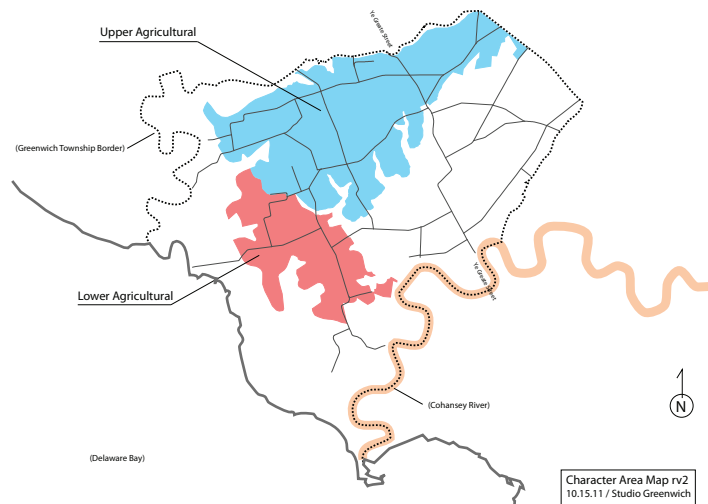 Ye Greate Street
Upper Agricultural
(Greenwich Township Border)
Ye Greate Street
Lower Agricultural
(Cohansey River)
N
(Delaware Bay)
Character Area Map rv2
10.15.11 / Studio Greenwich